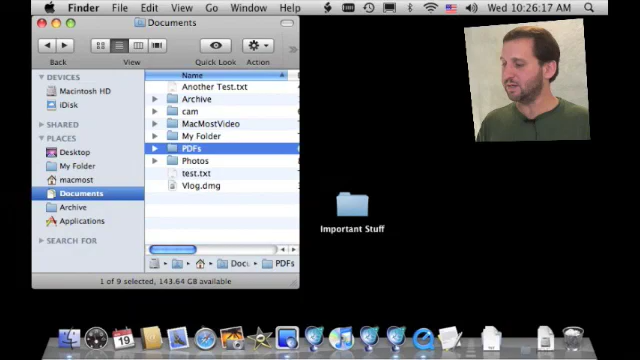 Finder File Edit View Go Window Help Wed 10:26:17 AM
Documents
Back View Quick Look Action
Name
DEVICES
Macintosh HD
iDisk
SHARED
PLACES
Desktop
My Folder
macmost
Documents
Archive
Applications
SEARCH FOR
Another Test.txt
Archive
cam
MacMostVideo
My Folder
PDFs
Photos
test.txt
Vlog.dmg
Doc PDFs
1 of 9 selected, 143.64 GB available
Important Stuff
19